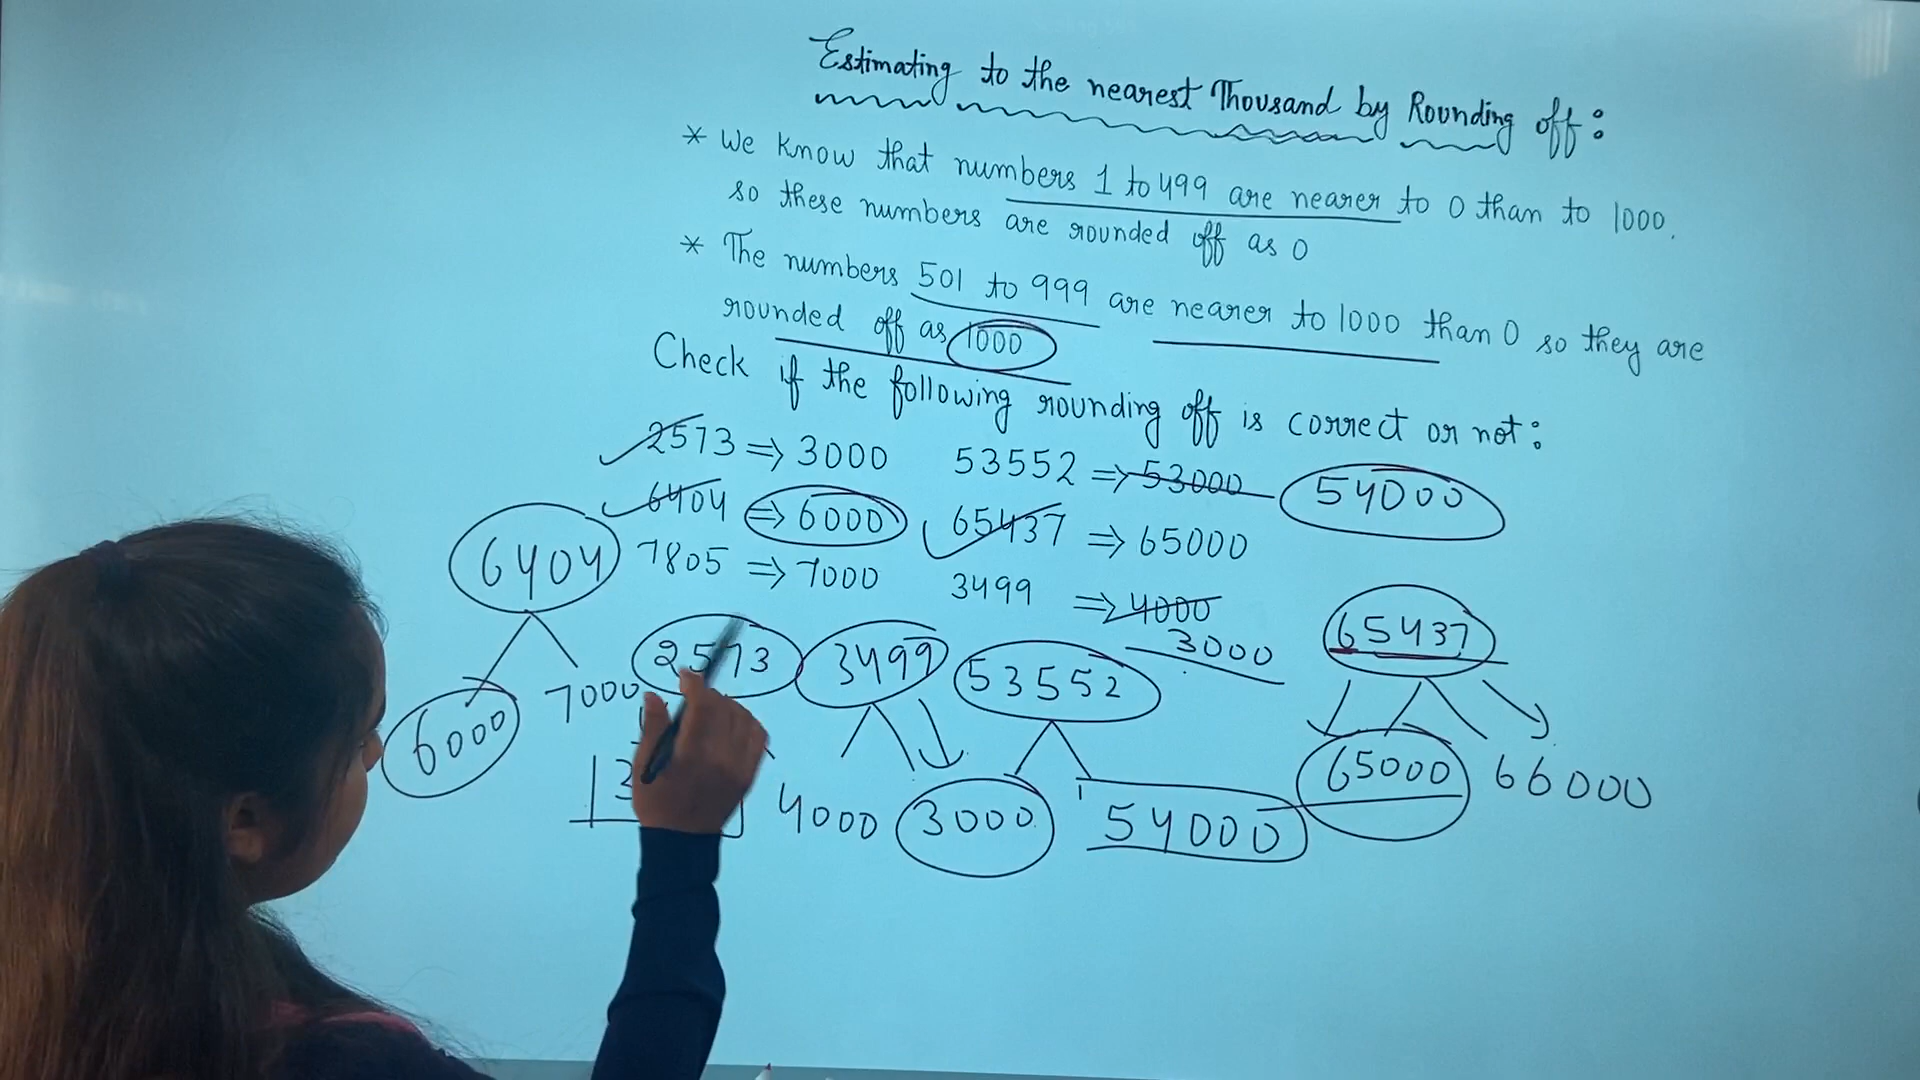 Estimating to the nearest Thousand by Rounding off:
* We know that numbers 1 to 499 are nearer to 0 than to 1000.
so these numbers are rounded off as 0
* The numbers 501 to 999 are nearer to 1000 than 0 so they are
rounded off as 1000
Check if the following rounding off is correct or not:
2573 ⇒ 3000 53552 ⇒ 53000 54000
6404 ⇒ 6000 65437 ⇒ 65000
7805 ⇒ 7000 3499 ⇒ 4000
3000
6404 2573 3499 53552 65437
6000 7000 4000 3000 54000 65000 66000